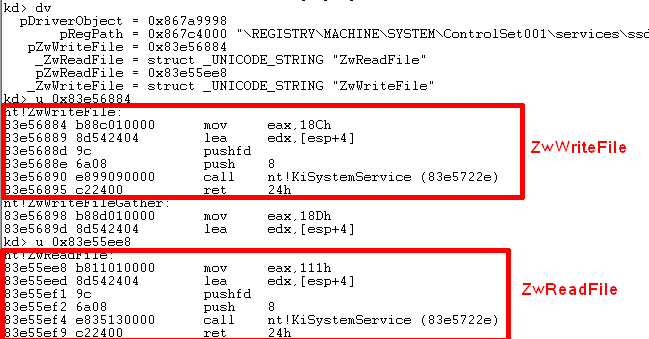 kd> dv
pDriverObject = 0x867a9998
pRegPath = 0x867c4000 "\REGISTRY\MACHINE\SYSTEM\ControlSet001\services\ssd
pZwWriteFile = 0x83e56884
_ZwReadFile = struct _UNICODE_STRING "ZwReadFile"
pZwReadFile = 0x83e55ee8
_ZwWriteFile = struct _UNICODE_STRING "ZwWriteFile"
kd> u 0x83e56884
nt!ZwWriteFile:
83e56884 b88c010000 mov eax,18Ch
83e56889 8d542404 lea edx,[esp+4]
83e5688d 9c pushfd
83e5688e 6a08 push 8
83e56890 e899090000 call nt!KiSystemService (83e5722e)
83e56895 c22400 ret 24h
ZwWriteFile
nt!ZwWriteFileGather:
83e56898 b88d010000 mov eax,18Dh
83e5689d 8d542404 lea edx,[esp+4]
kd> u 0x83e55ee8
nt!ZwReadFile:
83e55ee8 b811010000 mov eax,111h
83e55eed 8d542404 lea edx,[esp+4]
83e55ef1 9c pushfd
83e55ef2 6a08 push 8
83e55ef4 e835130000 call nt!KiSystemService (83e5722e)
83e55ef9 c22400 ret 24h
ZwReadFile